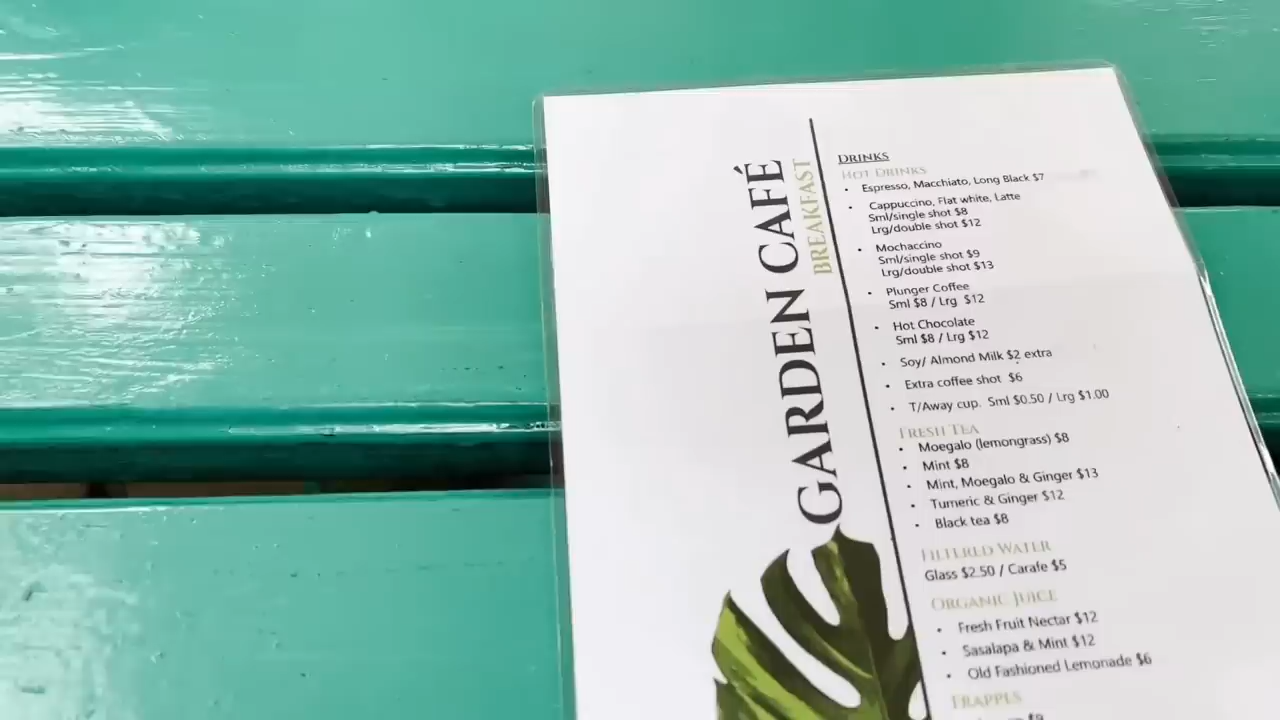 GARDEN CAFÉ
BREAKFAST
DRINKS
HOT DRINKS
• Espresso, Macchiato, Long Black $7
• Cappuccino, Flat white, Latte
Sml/single shot $8
Lrg/double shot $12
• Mochaccino
Sml/single shot $9
Lrg/double shot $13
• Plunger Coffee
Sml $8 / Lrg $12
• Hot Chocolate
Sml $8 / Lrg $12
• Soy/ Almond Milk $2 extra
• Extra coffee shot $6
• T/Away cup. Sml $0.50 / Lrg $1.00
FRESH TEA
• Moegalo (lemongrass) $8
• Mint $8
• Mint, Moegalo & Ginger $13
• Tumeric & Ginger $12
• Black tea $8
FILTERED WATER
Glass $2.50 / Carafe $5
ORGANIC JUICE
• Fresh Fruit Nectar $12
• Sasalapa & Mint $12
• Old Fashioned Lemonade $6
FRAPPES
$9